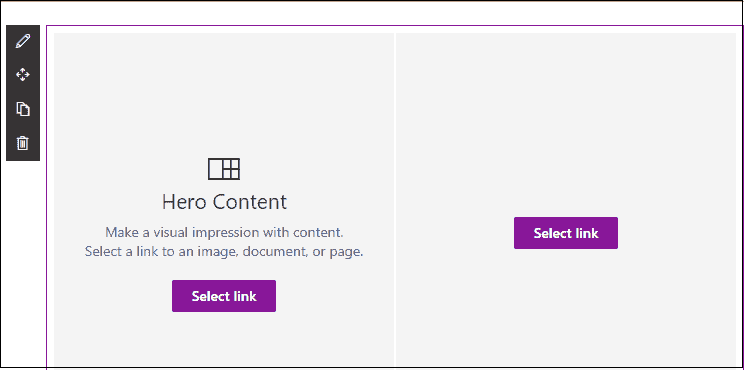 Hero Content
Make a visual impression with content.
Select a link to an image, document, or page.
Select link
Select link